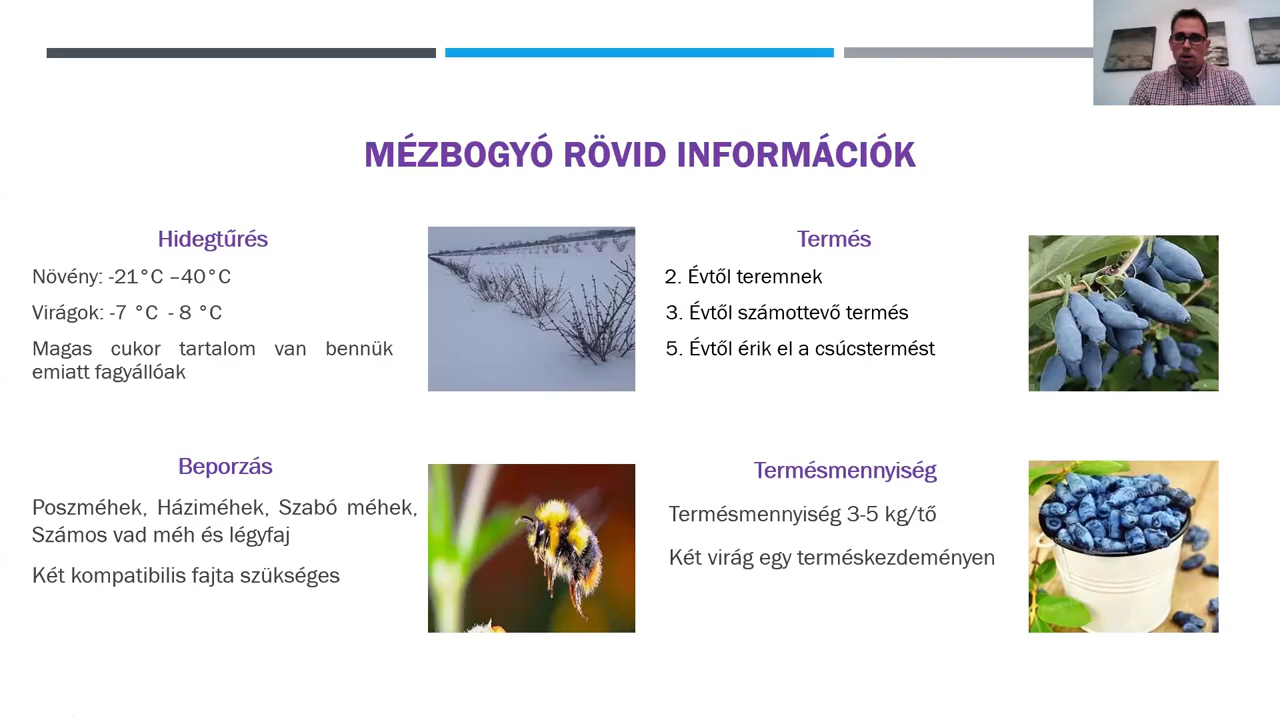 MÉZBOGYÓ RÖVID INFORMÁCIÓK
Hidegtűrés
Növény: -21°C –40°C
Virágok: -7 °C - 8 °C
Magas cukor tartalom van bennük
emiatt fagyállóak
Termés
2. Évtől teremnek
3. Évtől számottevő termés
5. Évtől érik el a csúcstermést
Beporzás
Poszméhek, Háziméhek, Szabó méhek,
Számos vad méh és légyfaj
Két kompatibilis fajta szükséges
Termésmennyiség
Termésmennyiség 3-5 kg/tő
Két virág egy terméskezdeményen